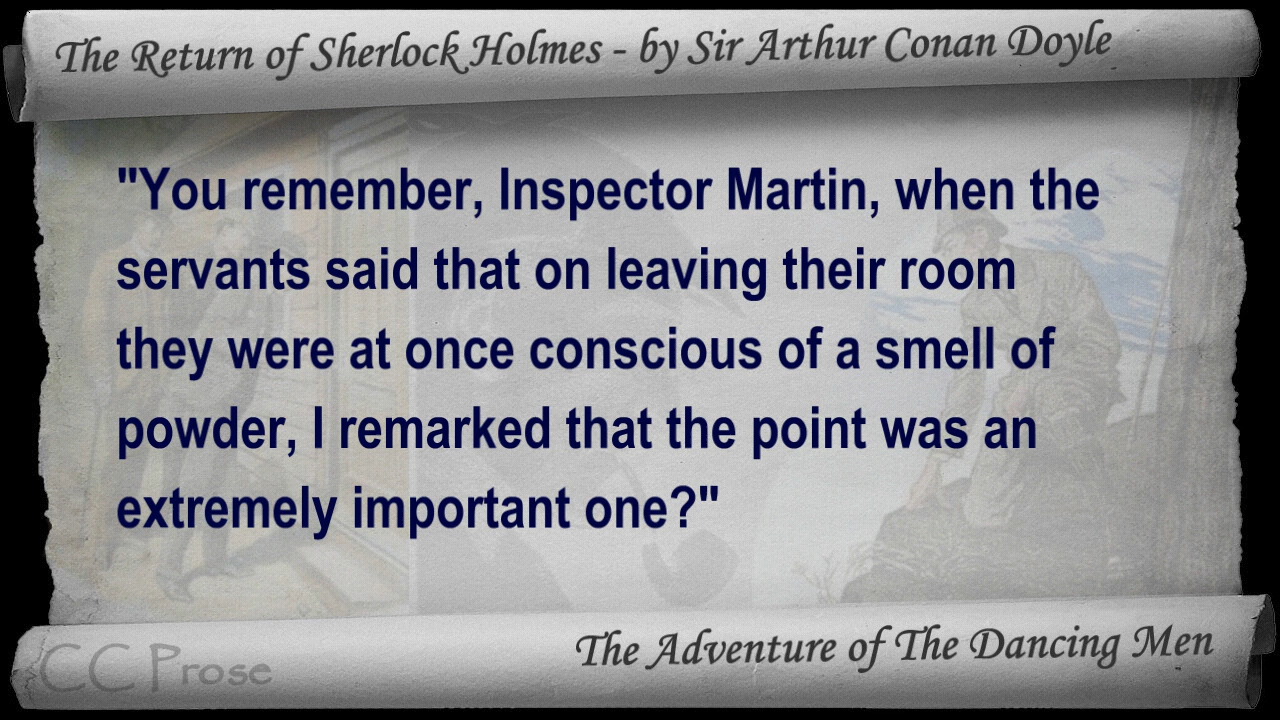 The Return of Sherlock Holmes - by Sir Arthur Conan Doyle
"You remember, Inspector Martin, when the
servants said that on leaving their room
they were at once conscious of a smell of
powder, I remarked that the point was an
extremely important one?"
The Adventure of The Dancing Men
CC Prose